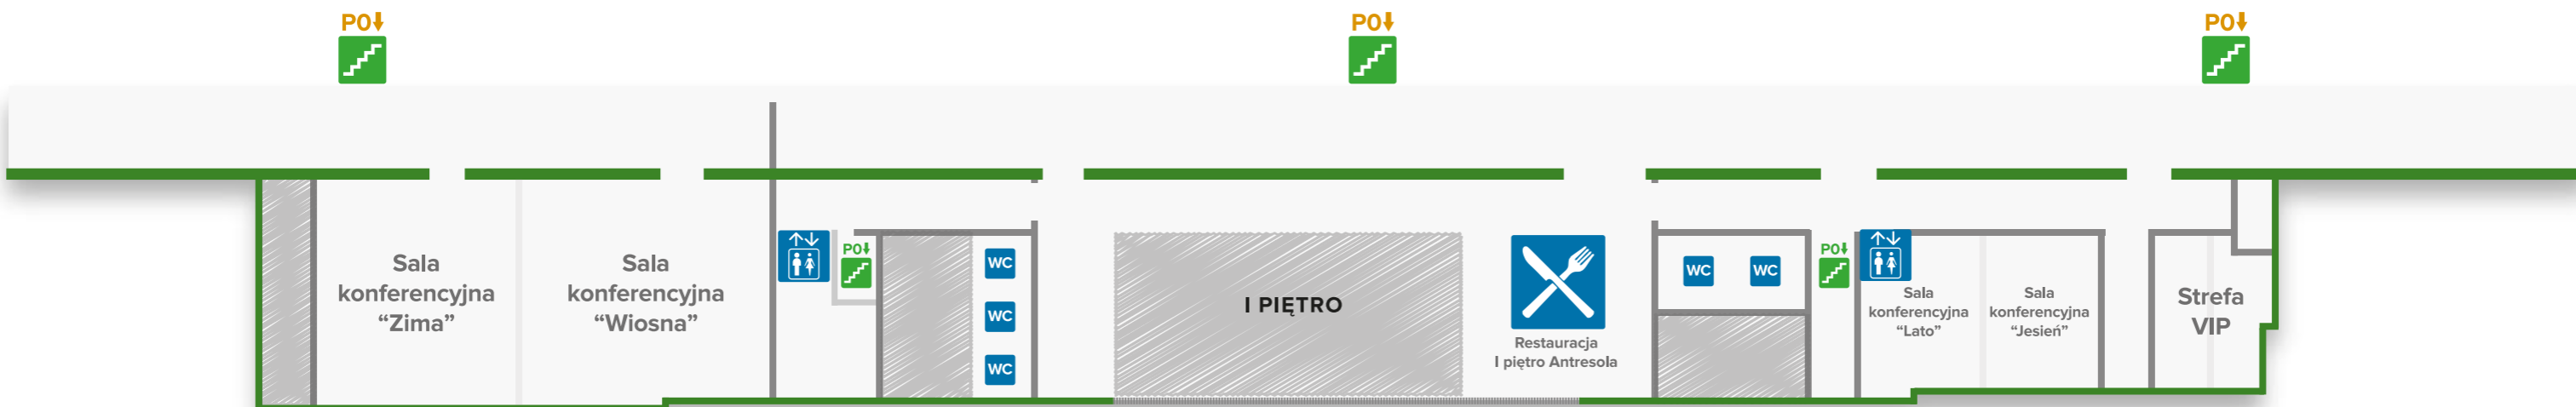 P0
P0
P0
Sala
konferencyjna
“Zima”
Sala
konferencyjna
“Wiosna”
P0
WC
WC
WC
I PIĘTRO
Restauracja
I piętro Antresola
WC
WC
P0
Sala
konferencyjna
“Lato”
Sala
konferencyjna
“Jesień”
Strefa
VIP